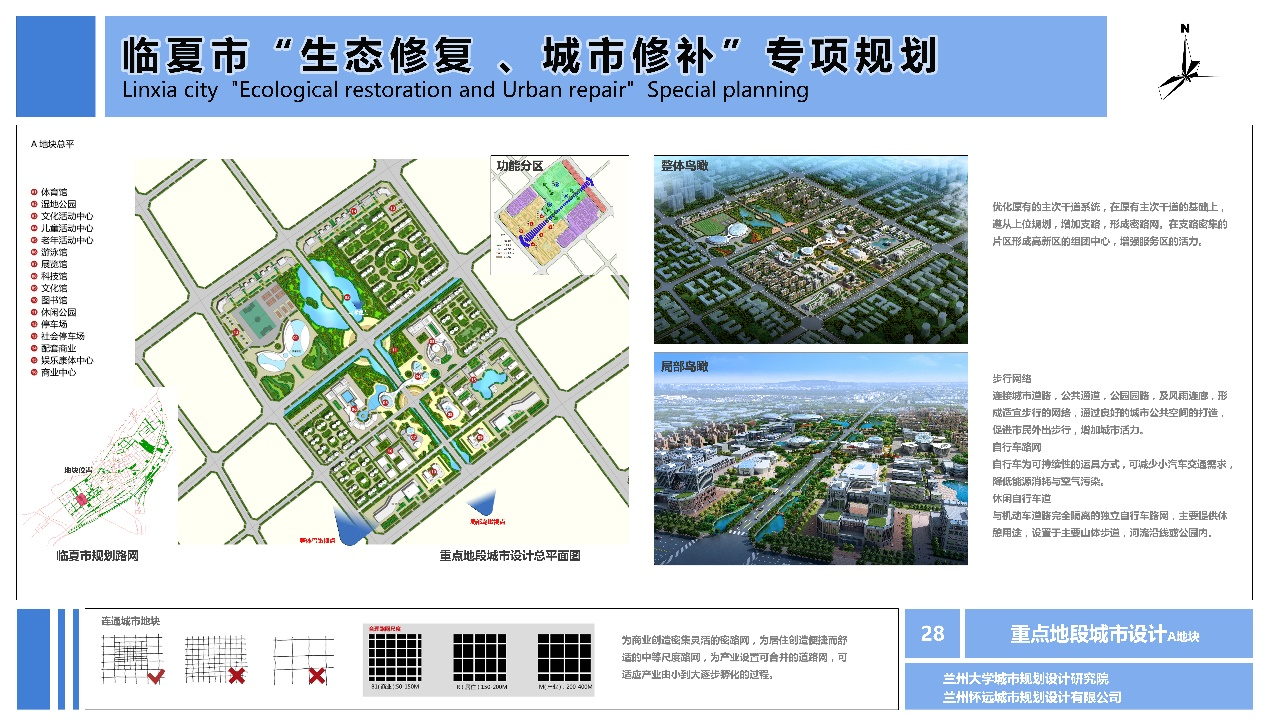 临夏市“生态修复 、城市修补”专项规划
Linxia city "Ecological restoration and Urban repair" Special planning
N
A 地块总平
体育馆
湿地公园
文化活动中心
儿童活动中心
老年活动中心
游泳馆
展览馆
科技馆
文化馆
图书馆
休闲公园
停车场
社会停车场
配套商业
娱乐康体中心
商业中心
地块位置
临夏市规划路网
功能分区
重点地段城市设计总平面图
整体鸟瞰
局部鸟瞰
优化原有的主次干道系统，在原有主次干道的基础上，
遵从上位规划，增加支路，形成密路网。在支路密集的
片区形成高新区的组团中心，增强服务区的活力。
步行网络
连接城市道路，公共通道，公园园路，及风雨连廊，形
成适宜步行的网络，通过良好的城市公共空间的打造，
促进市民外出步行，增加城市活力。
自行车路网
自行车为可持续性的运具方式，可减少小汽车交通需求，
降低能源消耗与空气污染。
休闲自行车道
与机动车道路完全隔离的独立自行车路网，主要提供休
憩用途，设置于主要山体步道，河流沿线或公园内。
连通城市地块
B1(商业)50-150M
R(居住)150-200M
M(工业)：200-400M
为商业创造密集灵活的密路网，为居住创造便捷而舒
适的中等尺度路网，为产业设置可合并的道路网，可
适应产业由小到大逐步孵化的过程。
28
重点地段城市设计A地块
兰州大学城市规划设计研究院
兰州怀远城市规划设计有限公司